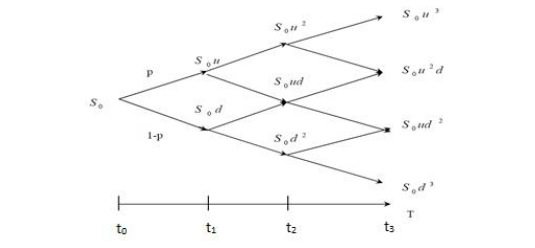 S₀u³
S₀u²
S₀u
S₀u²d
p
S₀ud
S₀
S₀d
S₀ud²
1-p
S₀d²
S₀d³
T
t₀ t₁ t₂ t₃